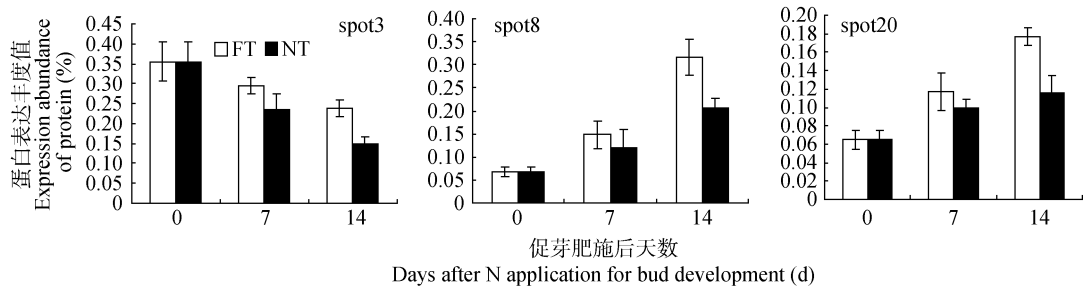 蛋白表达丰度值
Expression abundance
of protein (%)
spot3
FT NT
0.45
0.40
0.35
0.30
0.25
0.20
0.15
0.10
0.05
0
0 7 14
spot8
0.40
0.35
0.30
0.25
0.20
0.15
0.10
0.05
0
0 7 14
spot20
0.20
0.18
0.16
0.14
0.12
0.10
0.08
0.06
0.04
0.02
0
0 7 14
促芽肥施后天数
Days after N application for bud development (d)